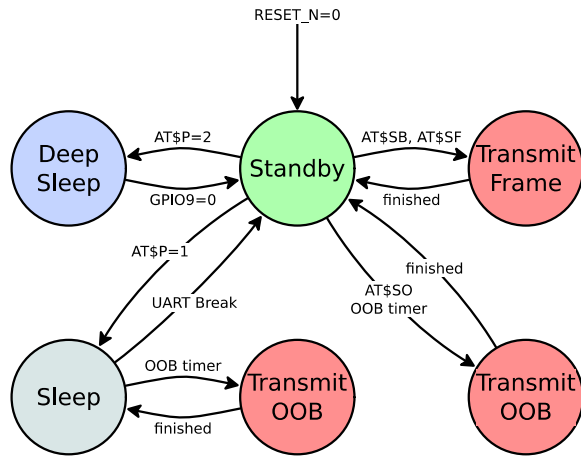 RESET_N=0
AT$P=2
AT$SB, AT$SF
Deep
Sleep
Standby
Transmit
Frame
GPIO9=0
finished
AT$P=1
finished
AT$SO
OOB timer
UART Break
OOB timer
Sleep
Transmit
OOB
Transmit
OOB
finished